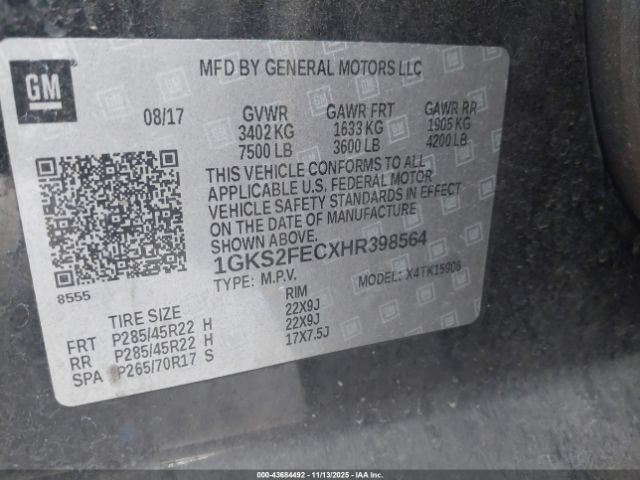 GM
MFD BY GENERAL MOTORS LLC
08/17 GVWR GAWR FRT GAWR RR
3402 KG 1633 KG 1905 KG
7500 LB 3600 LB 4200 LB
THIS VEHICLE CONFORMS TO ALL
APPLICABLE U.S. FEDERAL MOTOR
VEHICLE SAFETY STANDARDS IN EFFECT
ON THE DATE OF MANUFACTURE
SHOWN ABOVE.
1GKS2FECXHR398564
8555 TYPE: M.P.V. MODEL: X4TK15906
TIRE SIZE RIM
FRT P285/45R22 H 22X9J
RR P285/45R22 H 22X9J
SPA P265/70R17 S 17X7.5J
Stock #: 43684492 - 11/13/2025 - IAA Inc.